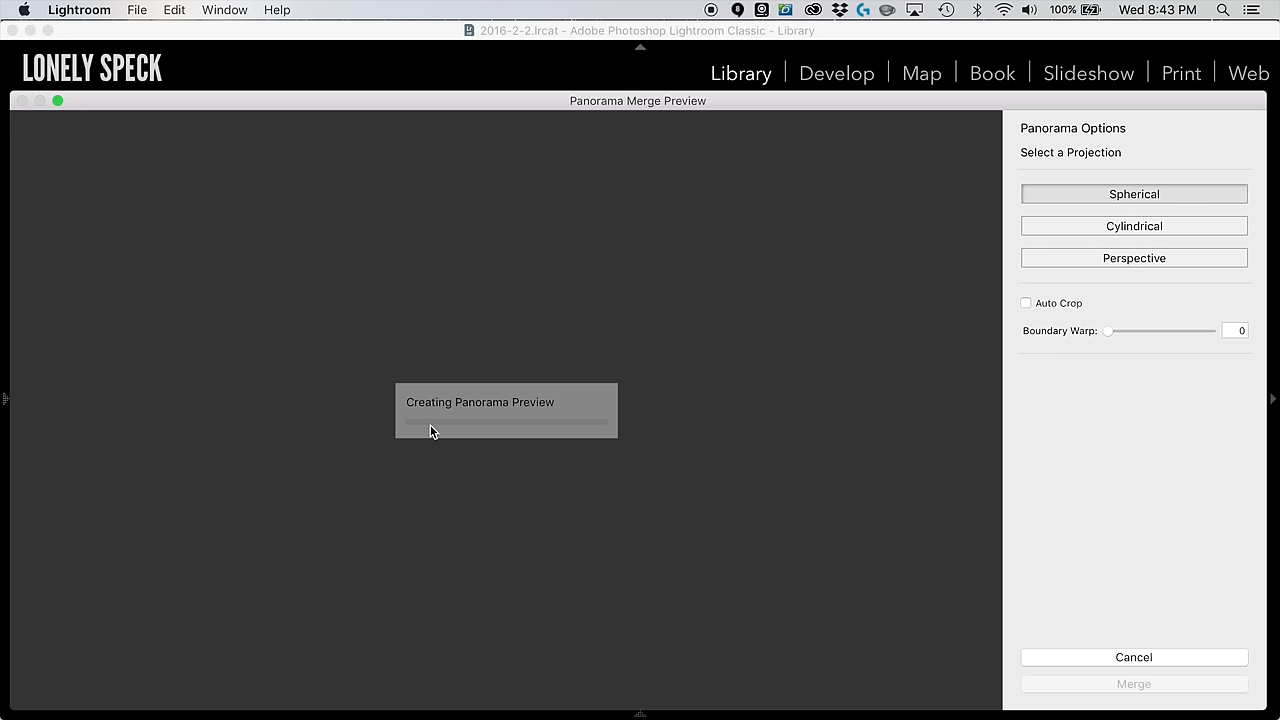 Lightroom File Edit Window Help 100% Wed 8:43 PM
2016-2-2.lrcat - Adobe Photoshop Lightroom Classic - Library
LONELY SPECK
Library | Develop | Map | Book | Slideshow | Print | Web
Panorama Merge Preview
Panorama Options
Select a Projection
Spherical
Cylindrical
Perspective
Auto Crop
Boundary Warp: 0
Creating Panorama Preview
Cancel
Merge